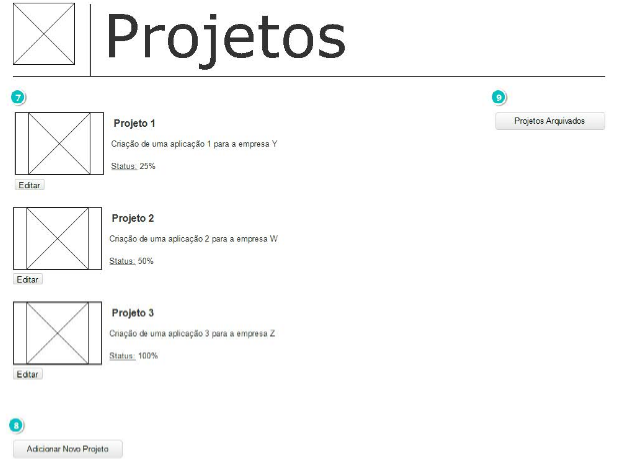 Projetos
7
9
Projetos Arquivados
Projeto 1
Criação de uma aplicação 1 para a empresa Y
Status: 25%
Editar
Projeto 2
Criação de uma aplicação 2 para a empresa W
Status: 50%
Editar
Projeto 3
Criação de uma aplicação 3 para a empresa Z
Status: 100%
Editar
8
Adicionar Novo Projeto